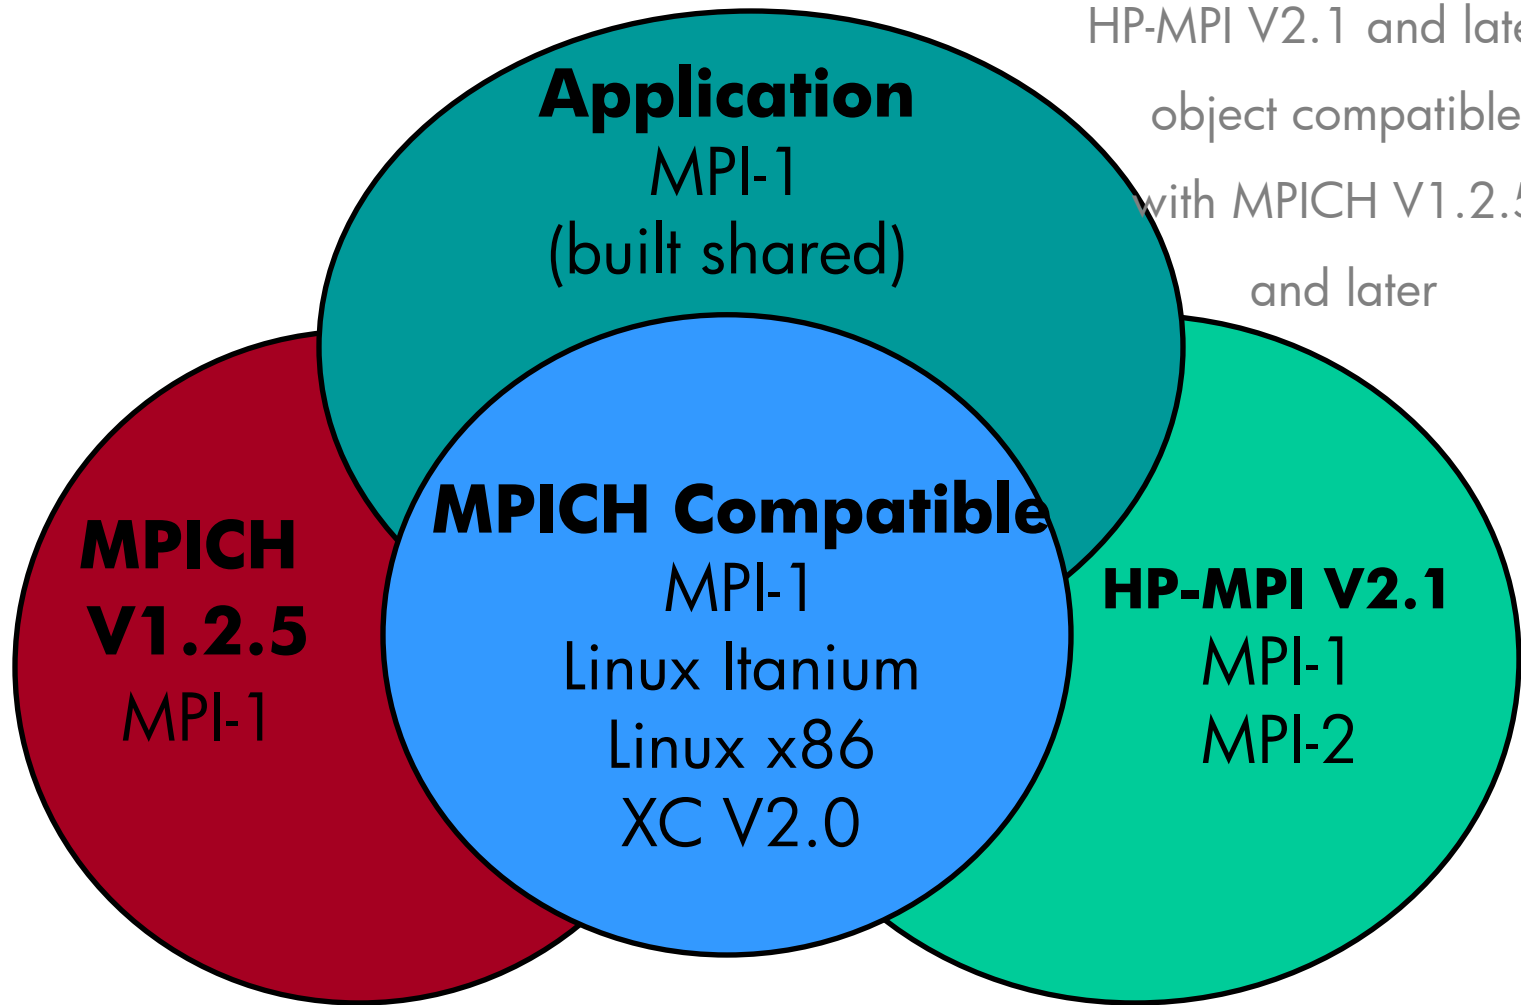 HP-MPI V2.1 and
object compatible
with MPICH V1.2.5
and later
Application
MPI-1
(built shared)
MPICH Compatible
MPI-1
Linux Itanium
Linux x86
XC V2.0
MPICH
V1.2.5
MPI-1
HP-MPI V2.1
MPI-1
MPI-2